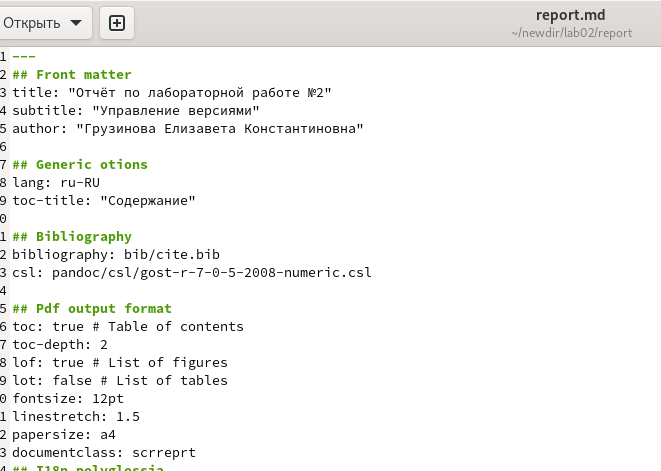 Открыть
report.md
~/newdir/lab02/report
1 ---
2 ## Front matter
3 title: "Отчёт по лабораторной работе №2"
4 subtitle: "Управление версиями"
5 author: "Грузинова Елизавета Константиновна"
6
7 ## Generic otions
8 lang: ru-RU
9 toc-title: "Содержание"
0
1 ## Bibliography
2 bibliography: bib/cite.bib
3 csl: pandoc/csl/gost-r-7-0-5-2008-numeric.csl
4
5 ## Pdf output format
6 toc: true # Table of contents
7 toc-depth: 2
8 lof: true # List of figures
9 lot: false # List of tables
0 fontsize: 12pt
1 linestretch: 1.5
2 papersize: a4
3 documentclass: scrreprt
4 ## I18n polyglossia